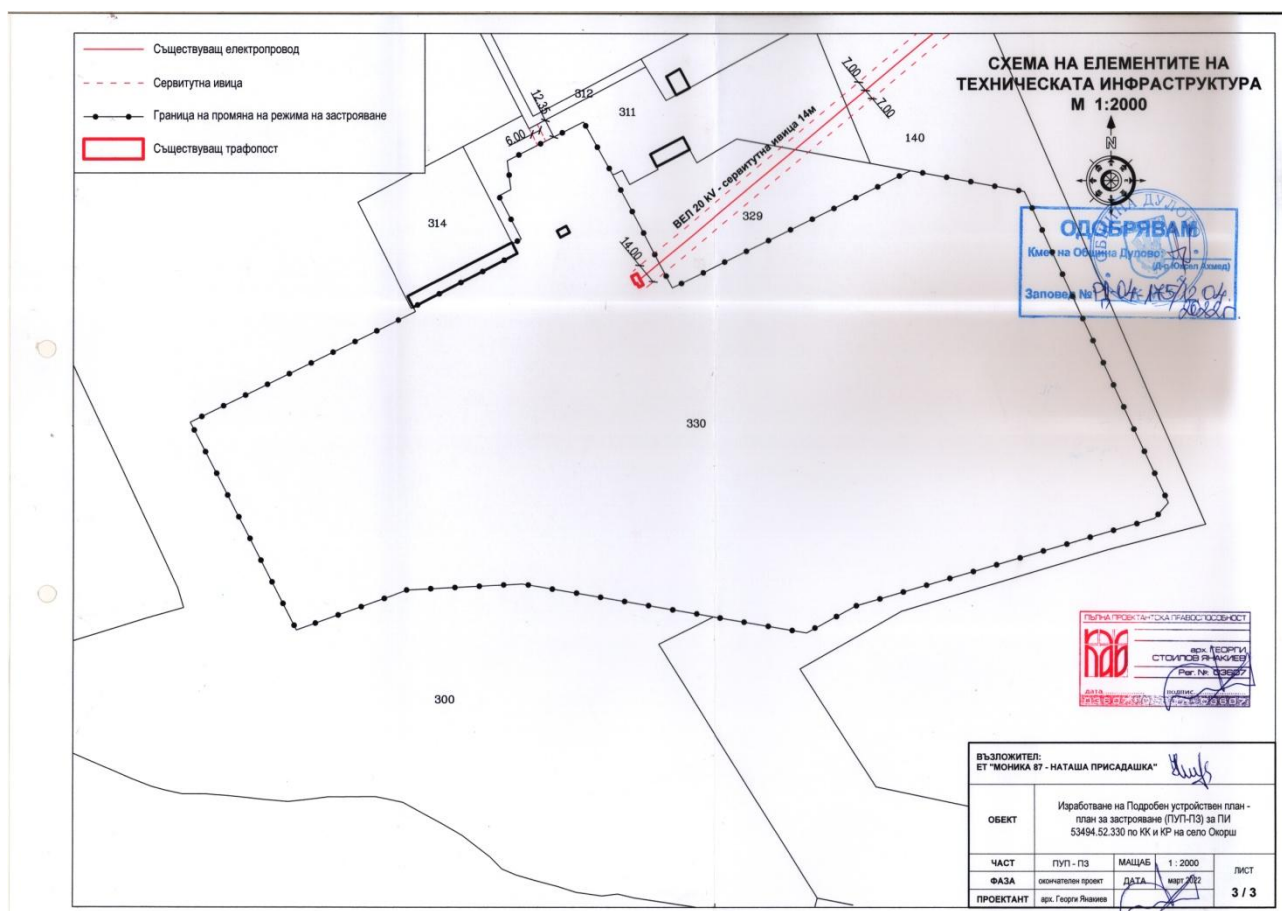 Съществуващ електропровод
Сервитутна ивица
Граница на промяна на режима на застрояване
Съществуващ трафопост
СХЕМА НА ЕЛЕМЕНТИТЕ НА
ТЕХНИЧЕСКАТА ИНФРАСТРУКТУРА
М 1:2000
N
12.35
6.00
312
311
7.00
7.00
140
314
ВЕЛ 20 kV - сервитутна ивица 14м
329
14.00
ОДОБРЯВАМ
Кмет на Община Дулово:
(Д-р Юксел Ахмед)
Заповед №
330
300
ПЪЛНА ПРОЕКТАНТСКА ПРАВОСПОСОБНОСТ
арх. ГЕОРГИ
СТОИЛОВ ЯНАКИЕВ
Рег. № 03607
дата
подпис
ВЪЗЛОЖИТЕЛ:
ЕТ "МОНИКА 87 - НАТАША ПРИСАДАШКА"
ОБЕКТ
Изработване на Подробен устройствен план -
план за застрояване (ПУП-ПЗ) за ПИ
53494.52.330 по КК и КР на село Окорш
ЧАСТ ПУП - ПЗ МАЩАБ 1 : 2000
ФАЗА окончателен проект ДАТА март 2022
ПРОЕКТАНТ арх. Георги Янакиев
ЛИСТ
3 / 3